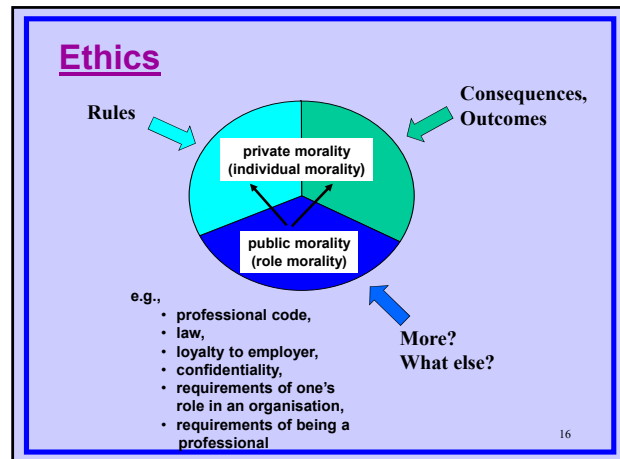 Ethics
Rules
Consequences,
Outcomes
private morality
(individual morality)
public morality
(role morality)
e.g.,
• professional code,
• law,
• loyalty to employer,
• confidentiality,
• requirements of one's
role in an organisation,
• requirements of being a
professional
More?
What else?
16